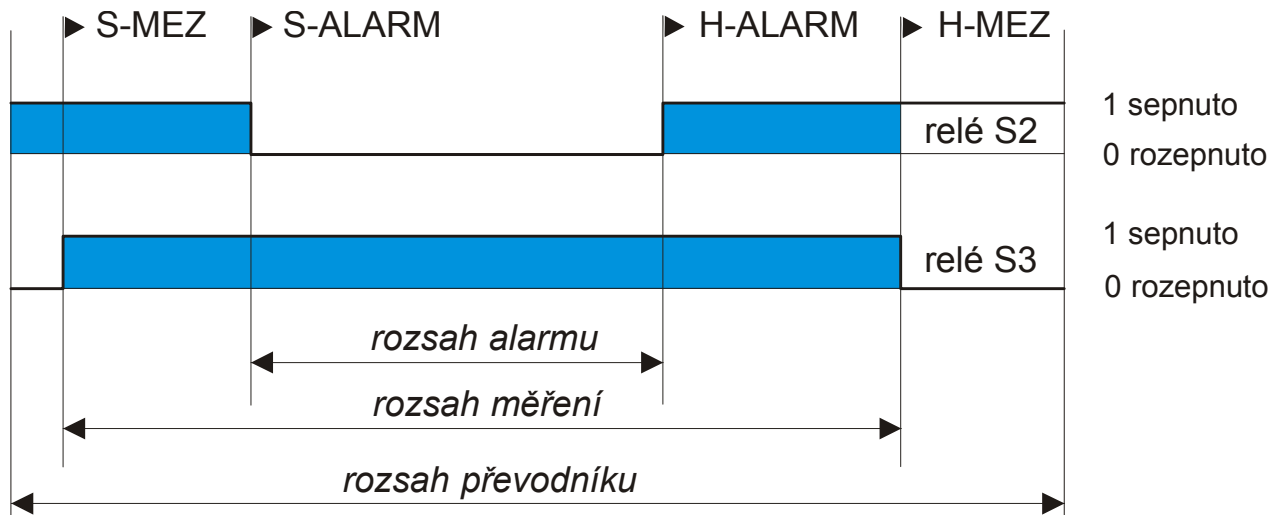 S-MEZ S-ALARM H-ALARM H-MEZ
1 sepnuto
relé S2
0 rozepnuto
1 sepnuto
relé S3
0 rozepnuto
rozsah alarmu
rozsah měření
rozsah převodníku